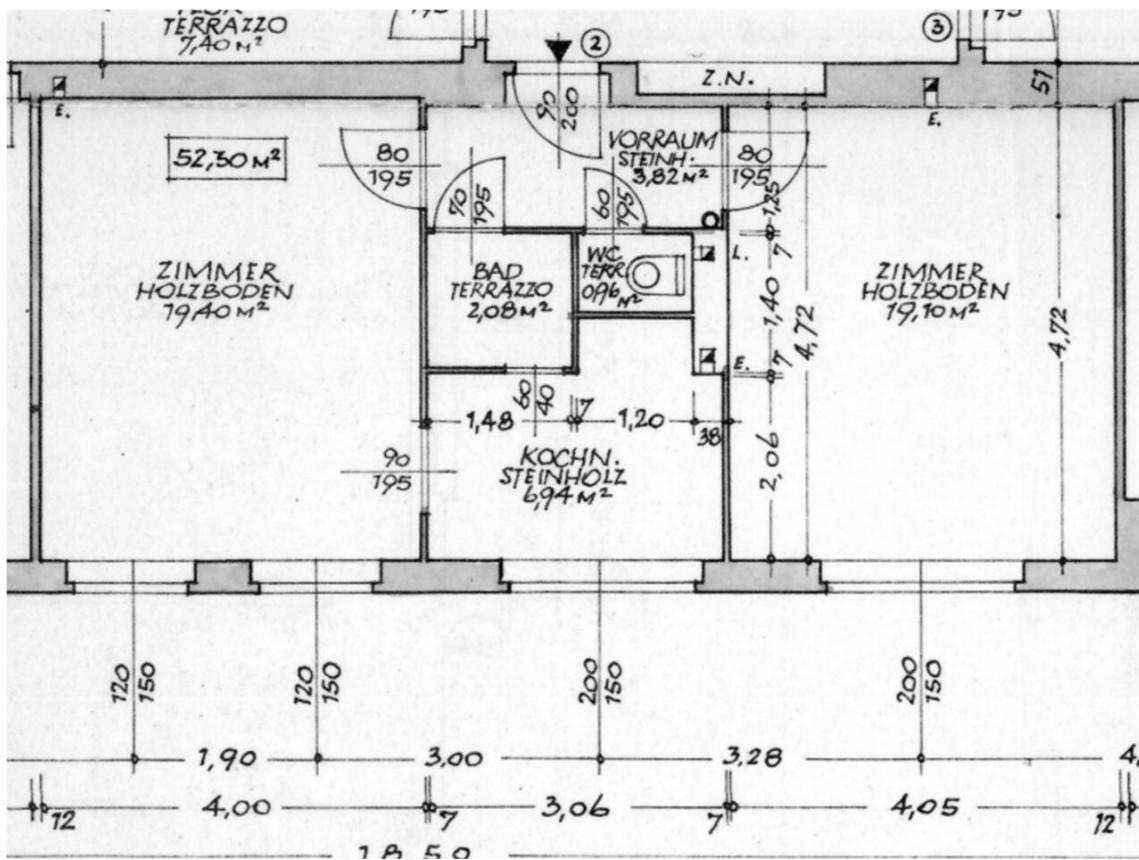 TERRAZZO
7,40 M²
2
3
Z.N.
57
E.
E.
90
200
VORRAUM
STEINH.
3,82 M²
52,30 M²
80
195
80
195
70
195
60
195
1,25
7
ZIMMER
HOLZBODEN
19,40 M²
BAD
TERRAZZO
2,08 M²
WC
TERR.
0,96 M²
L.
1,40
4,72
ZIMMER
HOLZBODEN
19,10 M²
4,72
E.
7
60
40
1,48
7
1,20
38
90
195
KOCHN.
STEINHOLZ
6,94 M²
2,06
120
150
120
150
200
150
200
150
1,90
3,00
3,28
12
4,00
7
3,06
7
4,05
12
18,50